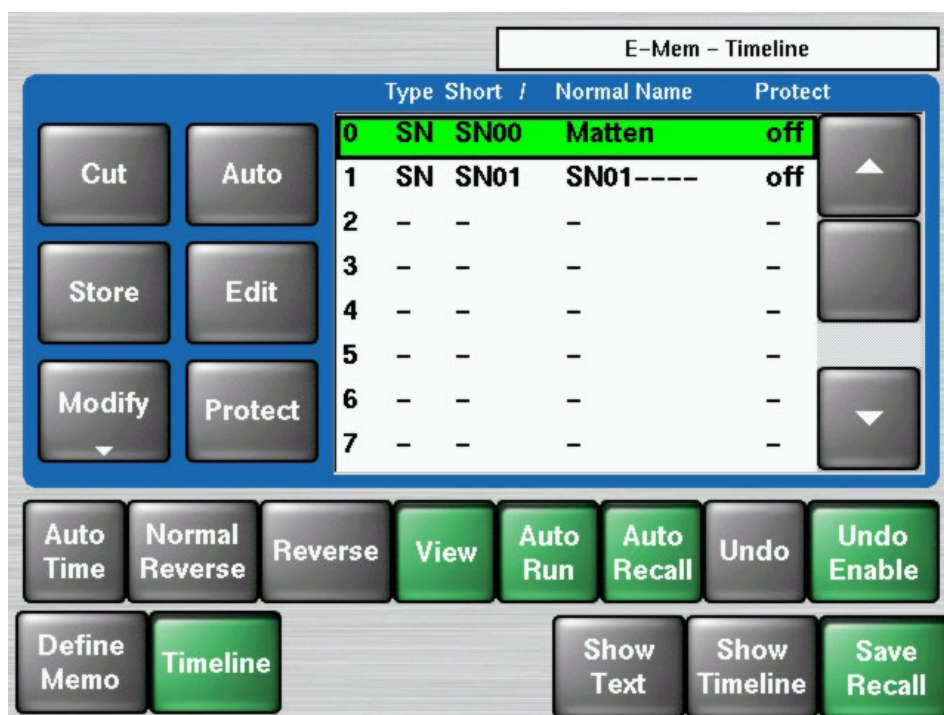 E-Mem - Timeline
Type Short / Normal Name Protect
Cut
Auto
0 SN SN00 Matten off
1 SN SN01 SN01---- off
2 - - - -
3 - - - -
4 - - - -
5 - - - -
6 - - - -
7 - - - -
Store
Edit
Modify
Protect
Auto
Time
Normal
Reverse
Reverse
View
Auto
Run
Auto
Recall
Undo
Undo
Enable
Define
Memo
Timeline
Show
Text
Show
Timeline
Save
Recall